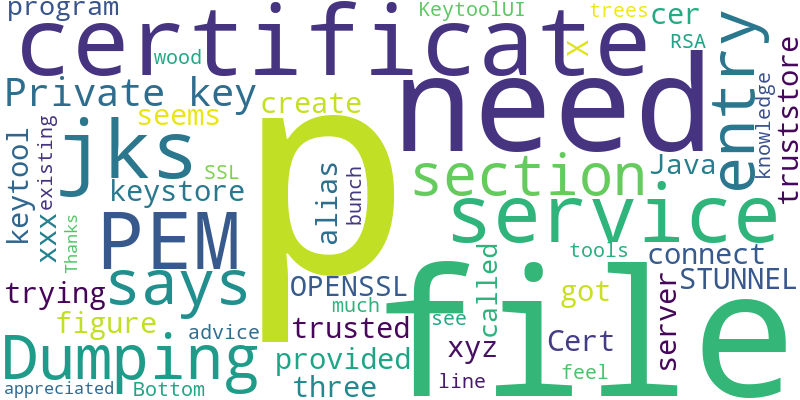 program
certificate
KeytoolUI
trees
cer
wood
RSA
x
need
entry
knowledge
truststore
Private key
seems
create
p
jks
keytool
existing
xxx
SSL
keystore
alias
bunch
section
Java
service
PEM
Thanks
says
OPENSSL
file
called
tools
connect
STUNNEL
trying
much
see
got
figure
advice
trusted
xyz
Cert
server
Dumping
provided
three
line
feel
appreciated
Bottom